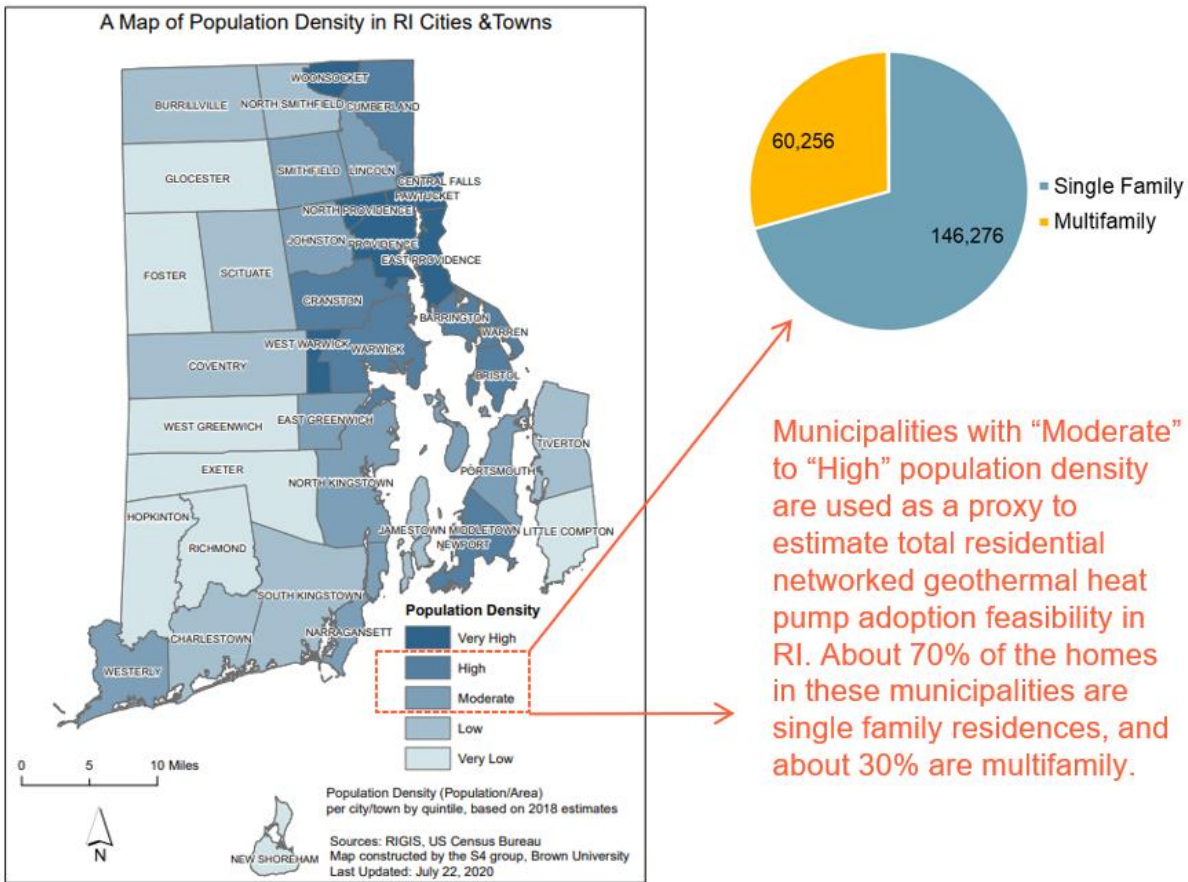 A Map of Population Density in RI Cities &Towns
WOONSOCKET
BURRILLVILLE
NORTH SMITHFIELD
CUMBERLAND
GLOCESTER
SMITHFIELD
LINCOLN
CENTRAL FALLS
PAWTUCKET
NORTH PROVIDENCE
JOHNSTON
PROVIDENCE
EAST PROVIDENCE
FOSTER
SCITUATE
CRANSTON
BARRINGTON
WARREN
WEST WARWICK
WARWICK
COVENTRY
BRISTOL
EAST GREENWICH
WEST GREENWICH
TIVERTON
EXETER
PORTSMOUTH
NORTH KINGSTOWN
HOPKINTON
RICHMOND
JAMESTOWN
MIDDLETOWN
LITTLE COMPTON
NEWPORT
SOUTH KINGSTOWN
NARRAGANSETT
CHARLESTOWN
WESTERLY
Population Density
Very High
High
Moderate
Low
Very Low
0 5 10 Miles
N
NEW SHOREHAM
Population Density (Population/Area)
per city/town by quintile, based on 2018 estimates
Sources: RIGIS, US Census Bureau
Map constructed by the S4 group, Brown University
Last Updated: July 22, 2020
60,256
146,276
Single Family
Multifamily
Municipalities with “Moderate”
to “High” population density
are used as a proxy to
estimate total residential
networked geothermal heat
pump adoption feasibility in
RI. About 70% of the homes
in these municipalities are
single family residences, and
about 30% are multifamily.